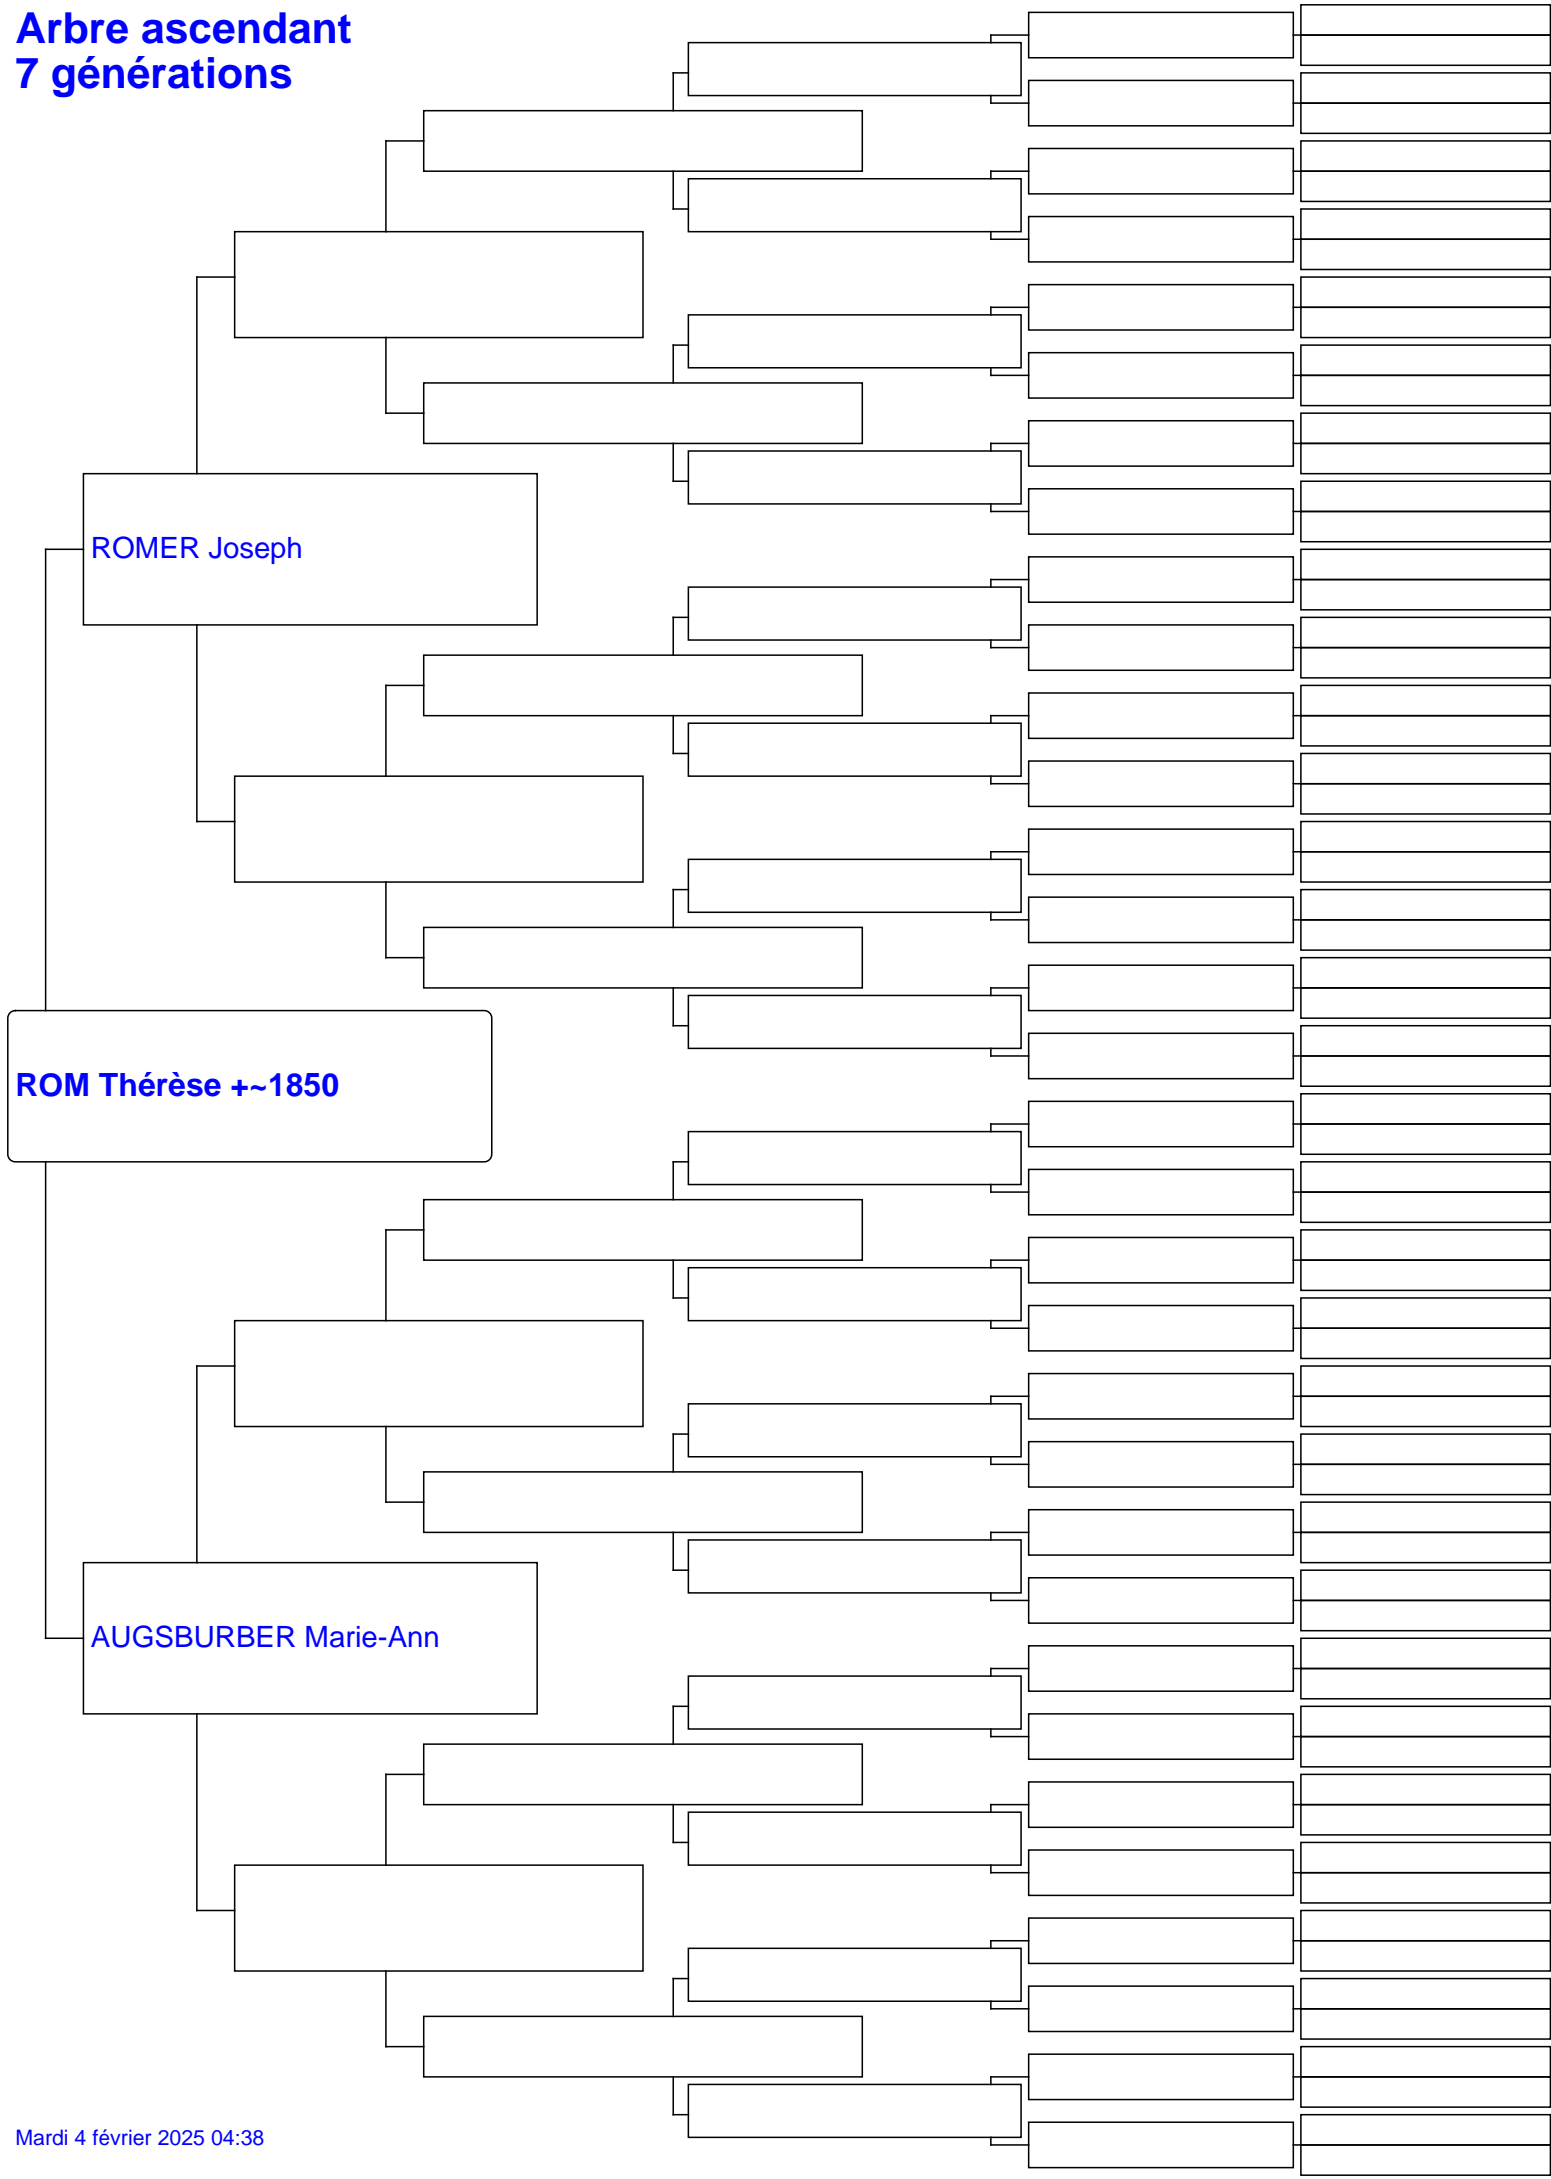 Arbre ascendant
7 générations
ROMER Joseph
ROM Thérèse +~1850
AUGSBURBER Marie-Ann
Mardi 4 février 2025 04:38